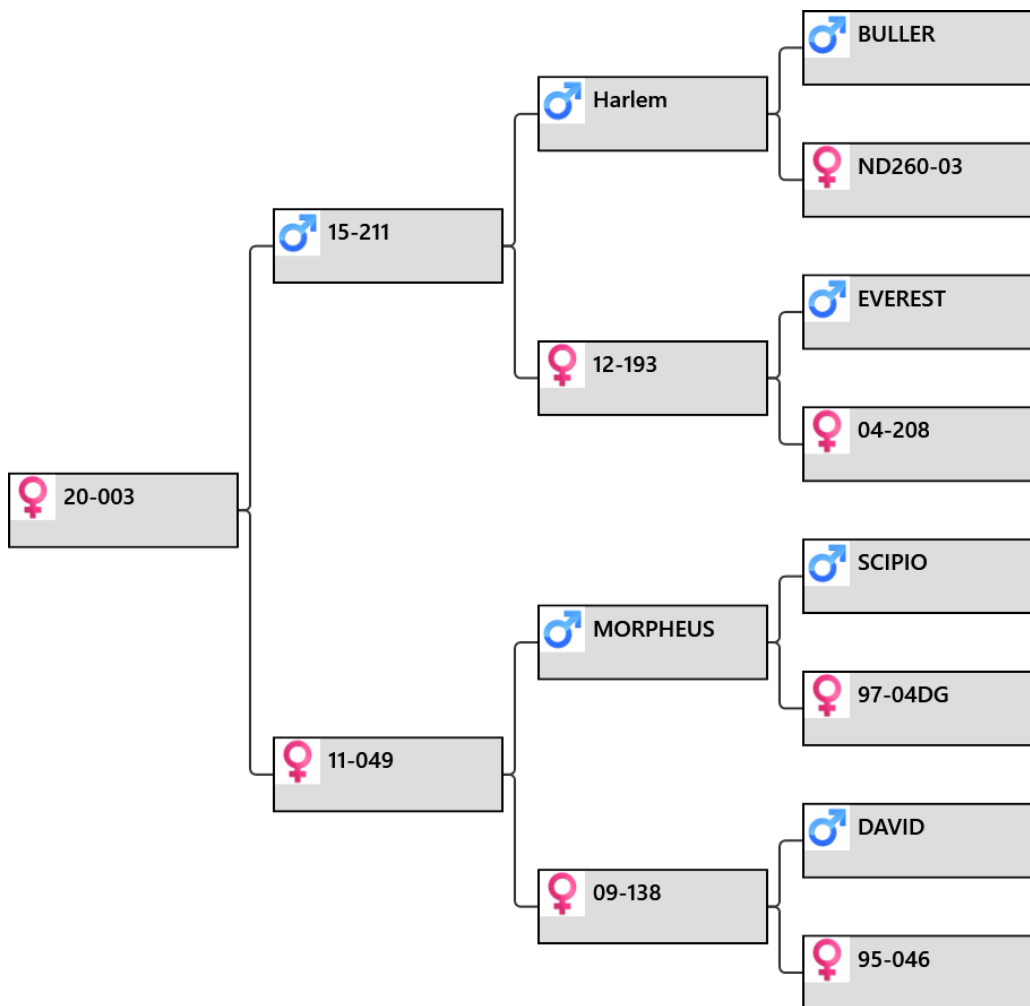 BULLER
Harlem
ND260-03
15-211
EVEREST
12-193
04-208
20-003
SCIPIO
MORPHEUS
97-04DG
11-049
DAVID
09-138
95-046